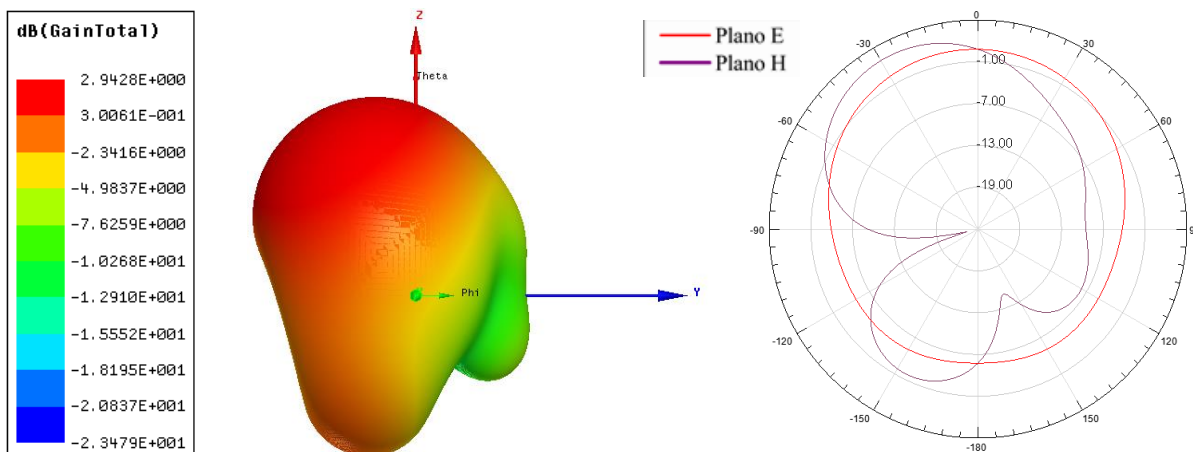 dB(GainTotal)
2.9428E+000
3.0061E-001
-2.3416E+000
-4.9837E+000
-7.6259E+000
-1.0268E+001
-1.2910E+001
-1.5552E+001
-1.8195E+001
-2.0837E+001
-2.3479E+001
Z
Theta
Phi
Y
Plano E
Plano H
0
-30
30
-1.00
-7.00
-60
60
-13.00
-19.00
-90
-120
120
-150
150
-180